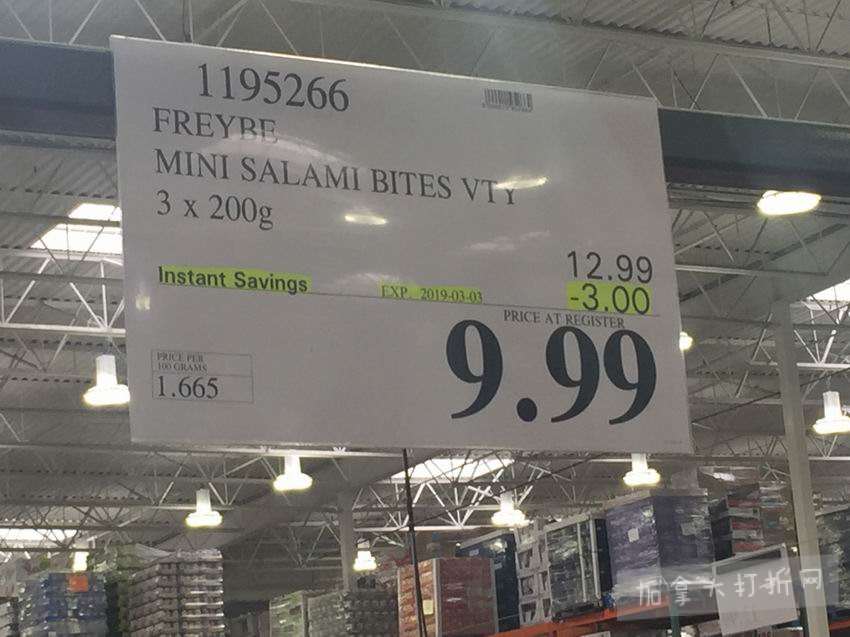 1195266
FREYBE
MINI SALAMI BITES VTY
3 x 200g
12.99
Instant Savings EXP. 2019-03-03 -3.00
PRICE AT REGISTER
9.99
PRICE PER
100 GRAMS
1.665
加拿大打折网